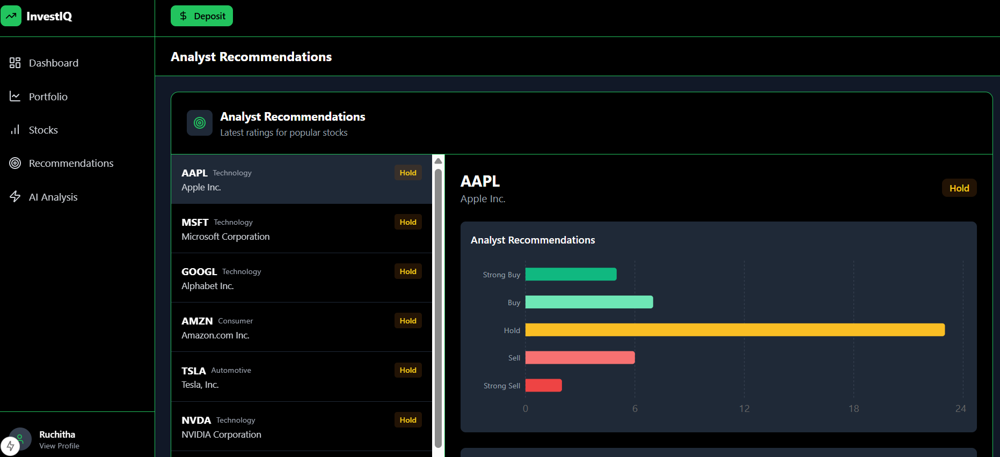 InvestIQ
Deposit
Dashboard
Portfolio
Stocks
Recommendations
AI Analysis
Ruchitha
View Profile
Analyst Recommendations
Analyst Recommendations
Latest ratings for popular stocks
AAPL Technology Hold
Apple Inc.
MSFT Technology Hold
Microsoft Corporation
GOOGL Technology Hold
Alphabet Inc.
AMZN Consumer Hold
Amazon.com Inc.
TSLA Automotive Hold
Tesla, Inc.
NVDA Technology Hold
NVIDIA Corporation
AAPL
Apple Inc.
Hold
Analyst Recommendations
Strong Buy
Buy
Hold
Sell
Strong Sell
0 6 12 18 24